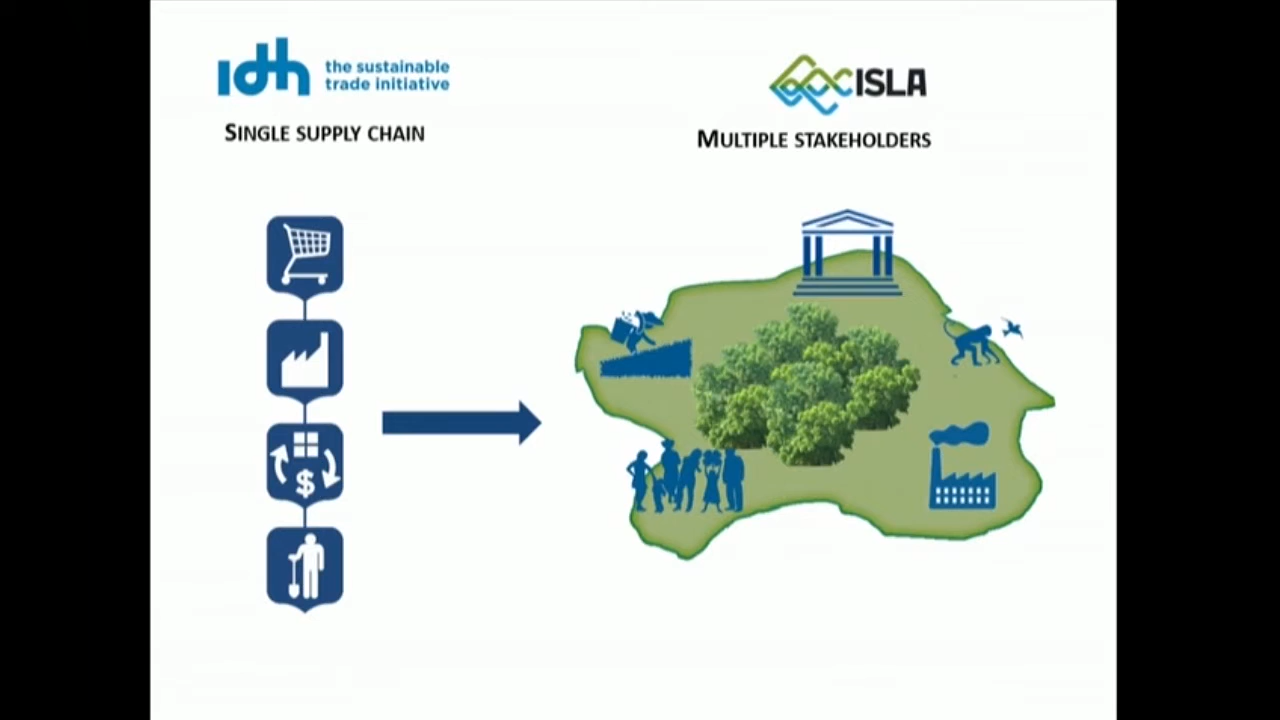 idh the sustainable
trade initiative
SINGLE SUPPLY CHAIN
ISLA
MULTIPLE STAKEHOLDERS
$